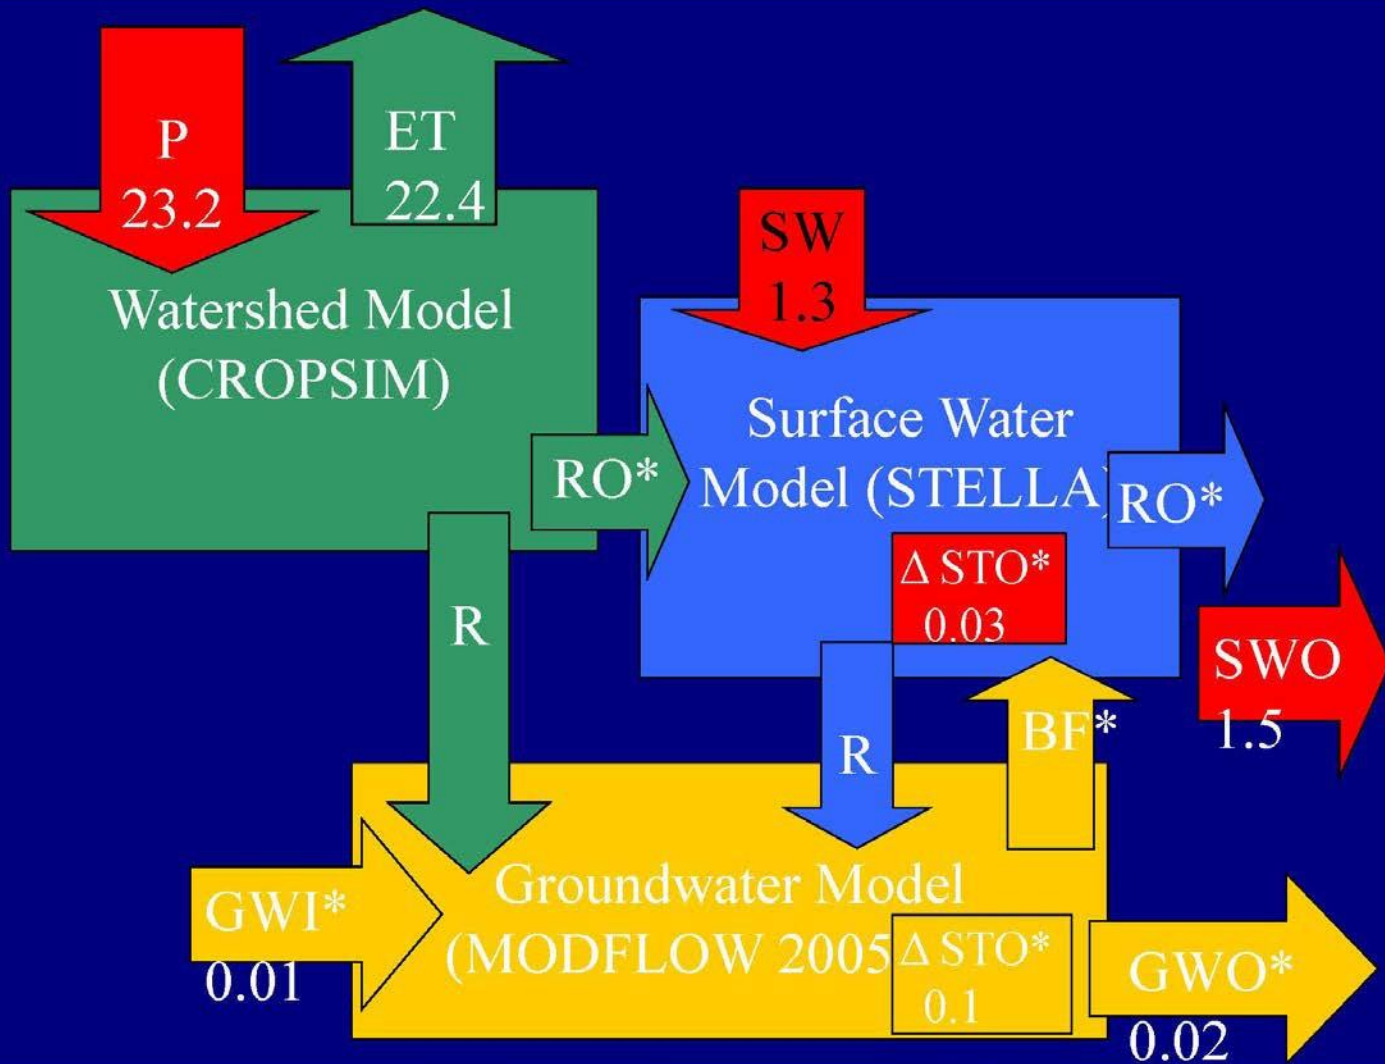 P
23.2
ET
22.4
Watershed Model
(CROPSIM)
SW
1.3
Surface Water
Model (STELLA)
RO*
RO*
Δ STO*
0.03
SWO
1.5
R
R
BF*
Groundwater Model
(MODFLOW 2005
GWI*
0.01
Δ STO*
0.1
GWO*
0.02